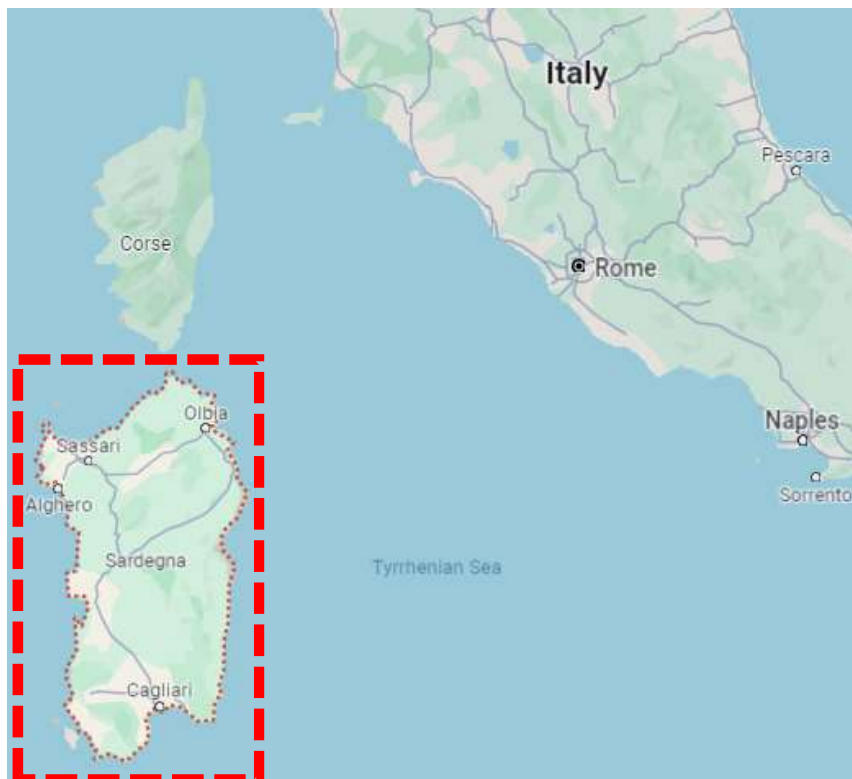 Italy
Pescara
Corse
Rome
Olbia
Naples
Sassari
Sorrento
Alghero
Sardegna
Tyrrhenian Sea
Cagliari